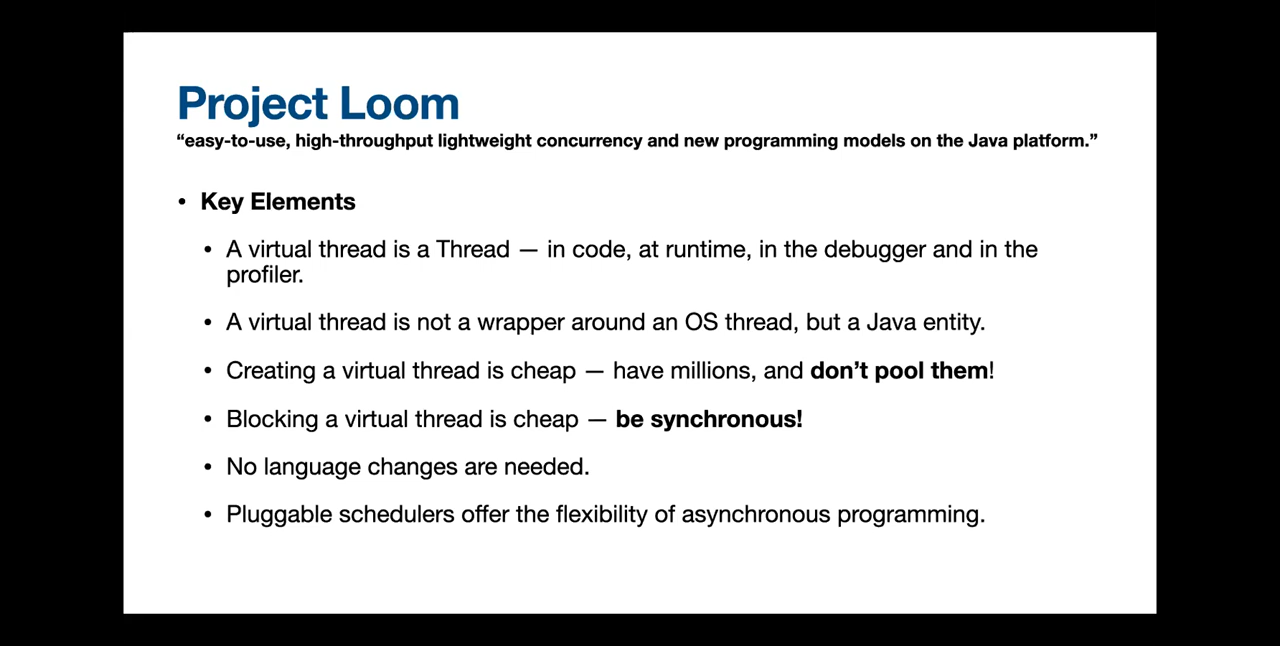 Project Loom
“easy-to-use, high-throughput lightweight concurrency and new programming models on the Java platform.”
• Key Elements
• A virtual thread is a Thread — in code, at runtime, in the debugger and in the
profiler.
• A virtual thread is not a wrapper around an OS thread, but a Java entity.
• Creating a virtual thread is cheap — have millions, and don’t pool them!
• Blocking a virtual thread is cheap — be synchronous!
• No language changes are needed.
• Pluggable schedulers offer the flexibility of asynchronous programming.